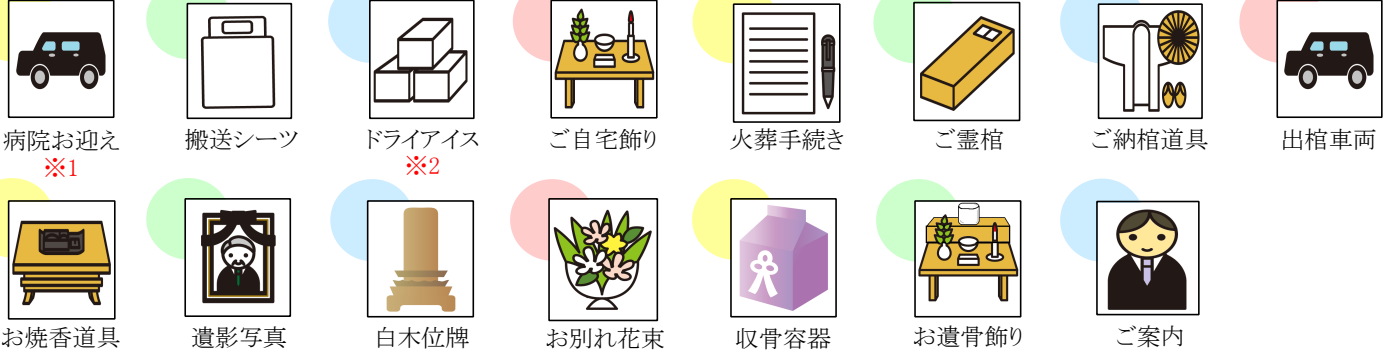 病院お迎え
※1
搬送シーツ
ドライアイス
※2
ご自宅飾り
火葬手続き
ご霊棺
ご納棺道具
出棺車両
お焼香道具
遺影写真
白木位牌
お別れ花束
収骨容器
お遺骨飾り
ご案内